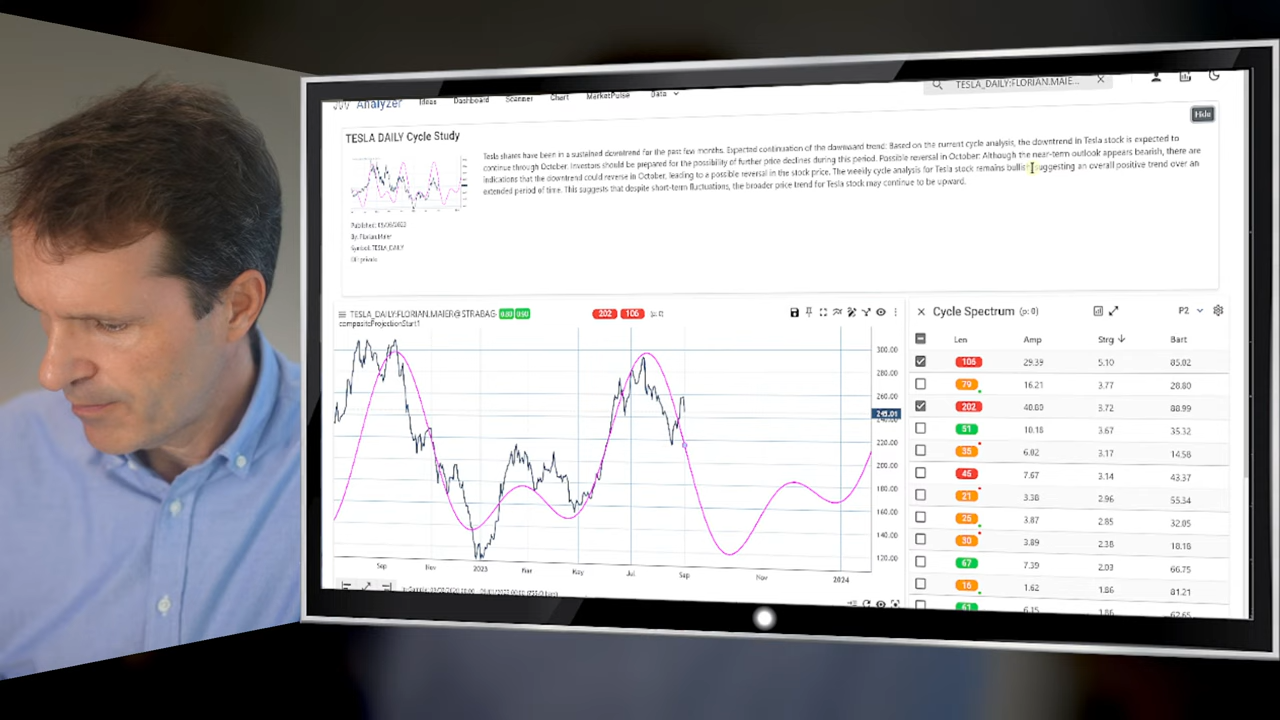 Analyzer Ideas Dashboard Scanner Chart MarketPulse Data TESLA_DAILY:FLORIAN.MAIE...
Hide
TESLA DAILY Cycle Study
Tesla shares have been in a sustained downtrend for the past few months. Expected continuation of the downward trend: Based on the current cycle analysis, the downtrend in Tesla stock is expected to
continue through October. Investors should be prepared for the possibility of further price declines during this period. Possible reversal in October: Although the near-term outlook appears bearish, there are
indications that the downtrend could reverse in October, leading to a possible reversal in the stock price. The weekly cycle analysis for Tesla stock remains bullish suggesting an overall positive trend over an
extended period of time. This suggests that despite short-term fluctuations, the broader price trend for Tesla stock may continue to be upward.
By: Florian.Maier
Symbol: TESLA_DAILY
private
TESLA_DAILY:FLORIAN.MAIER@STRABAG 202 106
compositeProjectionStart1
300.00
280.00
260.00
245.01
220.00
200.00
180.00
160.00
140.00
120.00
Sep Nov 2023 Mar May Jul Sep Nov 2024
Cycle Spectrum (p: 0) P2
Len Amp Strg Bart
106 29.39 5.10 85.02
79 16.21 3.77 28.80
202 40.80 3.72 88.99
51 10.18 3.67 35.32
35 6.02 3.17 14.58
45 7.67 3.14 43.37
21 3.38 2.96 55.34
25 3.87 2.85 32.05
30 3.89 2.38 18.18
67 7.39 2.03 66.75
16 1.62 1.86 81.21
61 6.15 1.86 62.65